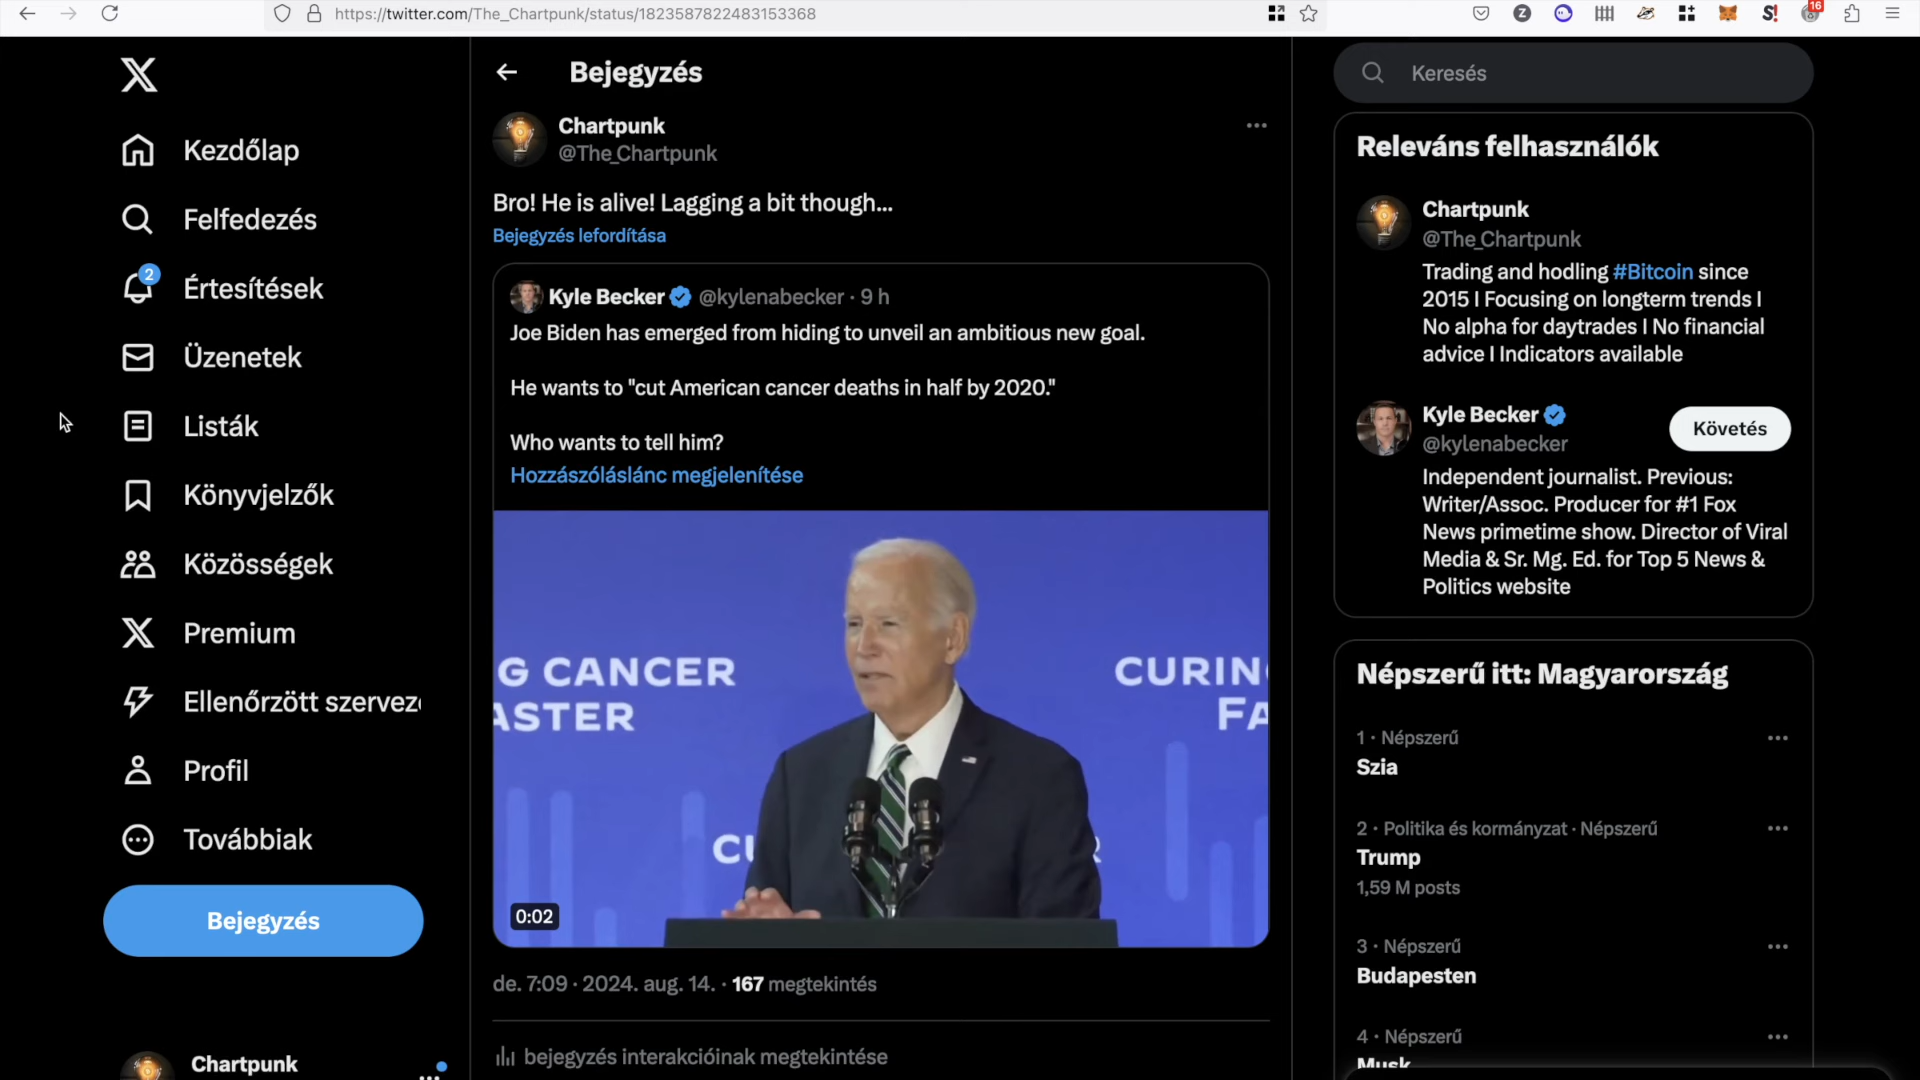 https://twitter.com/The_Chartpunk/status/1823587822483153368
Z
S!
16
Kezdőlap
Felfedezés
2
Értesítések
Üzenetek
Listák
Könyvjelzők
Közösségek
Premium
Ellenőrzött szerveze
Profil
Továbbiak
Bejegyzés
Chartpunk
Bejegyzés
Chartpunk
@The_Chartpunk
Bro! He is alive! Lagging a bit though...
Bejegyzés lefordítása
Kyle Becker @kylenabecker · 9 h
Joe Biden has emerged from hiding to unveil an ambitious new goal.
He wants to "cut American cancer deaths in half by 2020."
Who wants to tell him?
Hozzászóláslánc megjelenítése
G CANCER
ASTER
CURING
FA
CU
0:02
de. 7:09 · 2024. aug. 14. · 167 megtekintés
bejegyzés interakcióinak megtekintése
Keresés
Releváns felhasználók
Chartpunk
@The_Chartpunk
Trading and hodling #Bitcoin since
2015 I Focusing on longterm trends I
No alpha for daytrades I No financial
advice I Indicators available
Kyle Becker
@kylenabecker
Követés
Independent journalist. Previous:
Writer/Assoc. Producer for #1 Fox
News primetime show. Director of Viral
Media & Sr. Mg. Ed. for Top 5 News &
Politics website
Népszerű itt: Magyarország
1 · Népszerű
Szia
2 · Politika és kormányzat · Népszerű
Trump
1,59 M posts
3 · Népszerű
Budapesten
4 · Népszerű
Musk